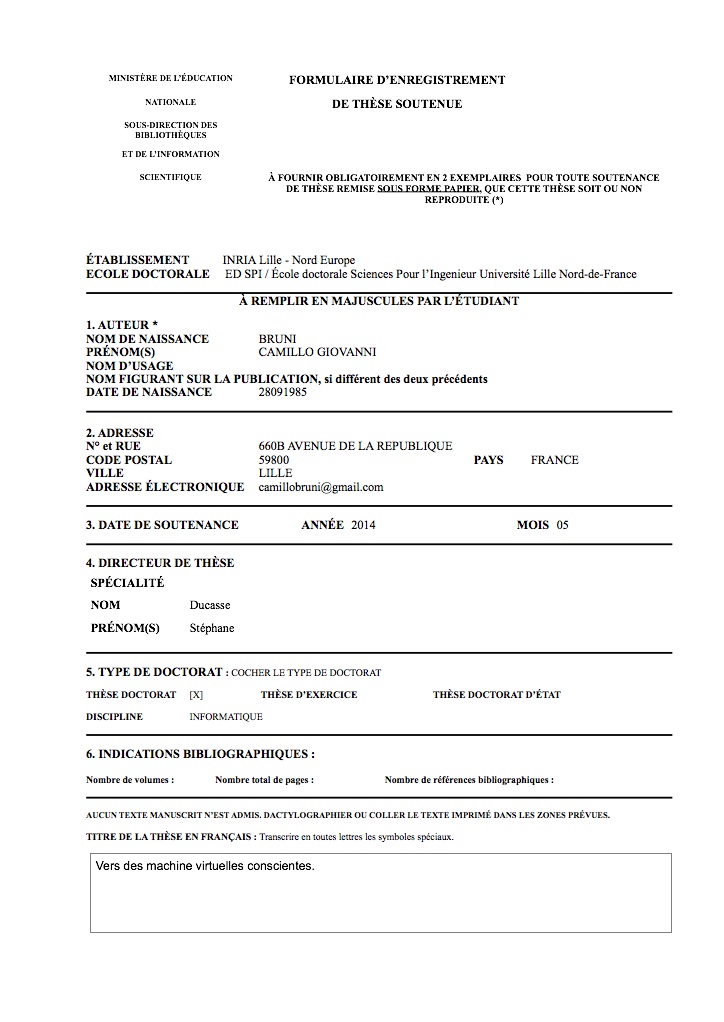 MINISTÈRE DE L'ÉDUCATION
NATIONALE
SOUS-DIRECTION DES
BIBLIOTHÈQUES
ET DE L'INFORMATION
SCIENTIFIQUE
FORMULAIRE D'ENREGISTREMENT
DE THÈSE SOUTENUE
À FOURNIR OBLIGATOIREMENT EN 2 EXEMPLAIRES POUR TOUTE SOUTENANCE
DE THÈSE REMISE SOUS FORME PAPIER, QUE CETTE THÈSE SOIT OU NON
REPRODUITE (*)
ÉTABLISSEMENT INRIA Lille - Nord Europe
ECOLE DOCTORALE ED SPI / École doctorale Sciences Pour l'Ingenieur Université Lille Nord-de-France
À REMPLIR EN MAJUSCULES PAR L'ÉTUDIANT
1. AUTEUR *
NOM DE NAISSANCE BRUNI
PRÉNOM(S) CAMILLO GIOVANNI
NOM D'USAGE
NOM FIGURANT SUR LA PUBLICATION, si différent des deux précédents
DATE DE NAISSANCE 28091985
2. ADRESSE
N° et RUE 660B AVENUE DE LA REPUBLIQUE
CODE POSTAL 59800 PAYS FRANCE
VILLE LILLE
ADRESSE ÉLECTRONIQUE camillobruni@gmail.com
3. DATE DE SOUTENANCE ANNÉE 2014 MOIS 05
4. DIRECTEUR DE THÈSE
SPÉCIALITÉ
NOM Ducasse
PRÉNOM(S) Stéphane
5. TYPE DE DOCTORAT : COCHER LE TYPE DE DOCTORAT
THÈSE DOCTORAT [X] THÈSE D'EXERCICE THÈSE DOCTORAT D'ÉTAT
DISCIPLINE INFORMATIQUE
6. INDICATIONS BIBLIOGRAPHIQUES :
Nombre de volumes : Nombre total de pages : Nombre de références bibliographiques :
AUCUN TEXTE MANUSCRIT N'EST ADMIS. DACTYLOGRAPHIER OU COLLER LE TEXTE IMPRIMÉ DANS LES ZONES PRÉVUES.
TITRE DE LA THÈSE EN FRANÇAIS : Transcrire en toutes lettres les symboles spéciaux.
Vers des machine virtuelles conscientes.